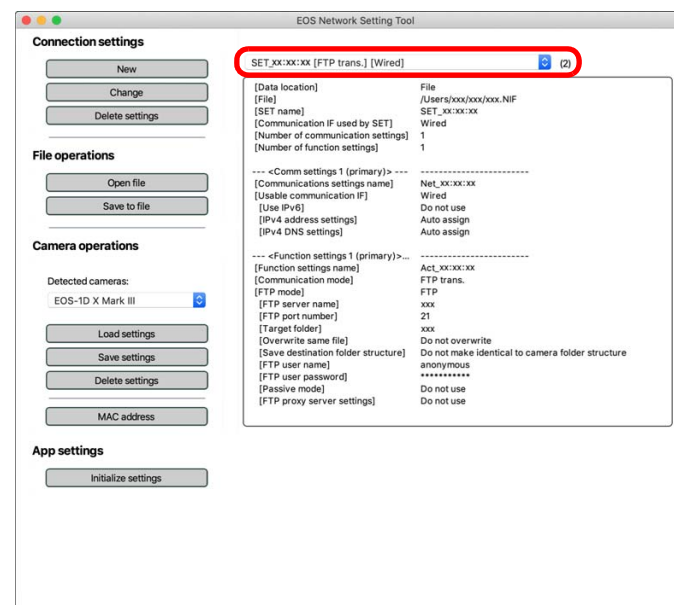 EOS Network Setting Tool
Connection settings
New
Change
Delete settings
File operations
Open file
Save to file
Camera operations
Detected cameras:
EOS-1D X Mark III
Load settings
Save settings
Delete settings
MAC address
App settings
Initialize settings
SET_xx:xx:xx [FTP trans.] [Wired] (2)
[Data location] File
[File] /Users/xxx/xxx/xxx.NIF
[SET name] SET_xx:xx:xx
[Communication IF used by SET] Wired
[Number of communication settings] 1
[Number of function settings] 1
--- <Comm settings 1 (primary)> --- ------------------------
[Communications settings name] Net_xx:xx:xx
[Usable communication IF] Wired
[Use IPv6] Do not use
[IPv4 address settings] Auto assign
[IPv4 DNS settings] Auto assign
--- <Function settings 1 (primary)>... ------------------------
[Function settings name] Act_xx:xx:xx
[Communication mode] FTP trans.
[FTP mode] FTP
[FTP server name] xxx
[FTP port number] 21
[Target folder] xxx
[Overwrite same file] Do not overwrite
[Save destination folder structure] Do not make identical to camera folder structure
[FTP user name] anonymous
[FTP user password] ***********
[Passive mode] Do not use
[FTP proxy server settings] Do not use